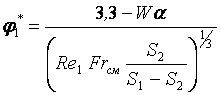 φ₁* = (3,3 − Wα) / (Re₁ Fr_см S₂/(S₁ − S₂))^⅓